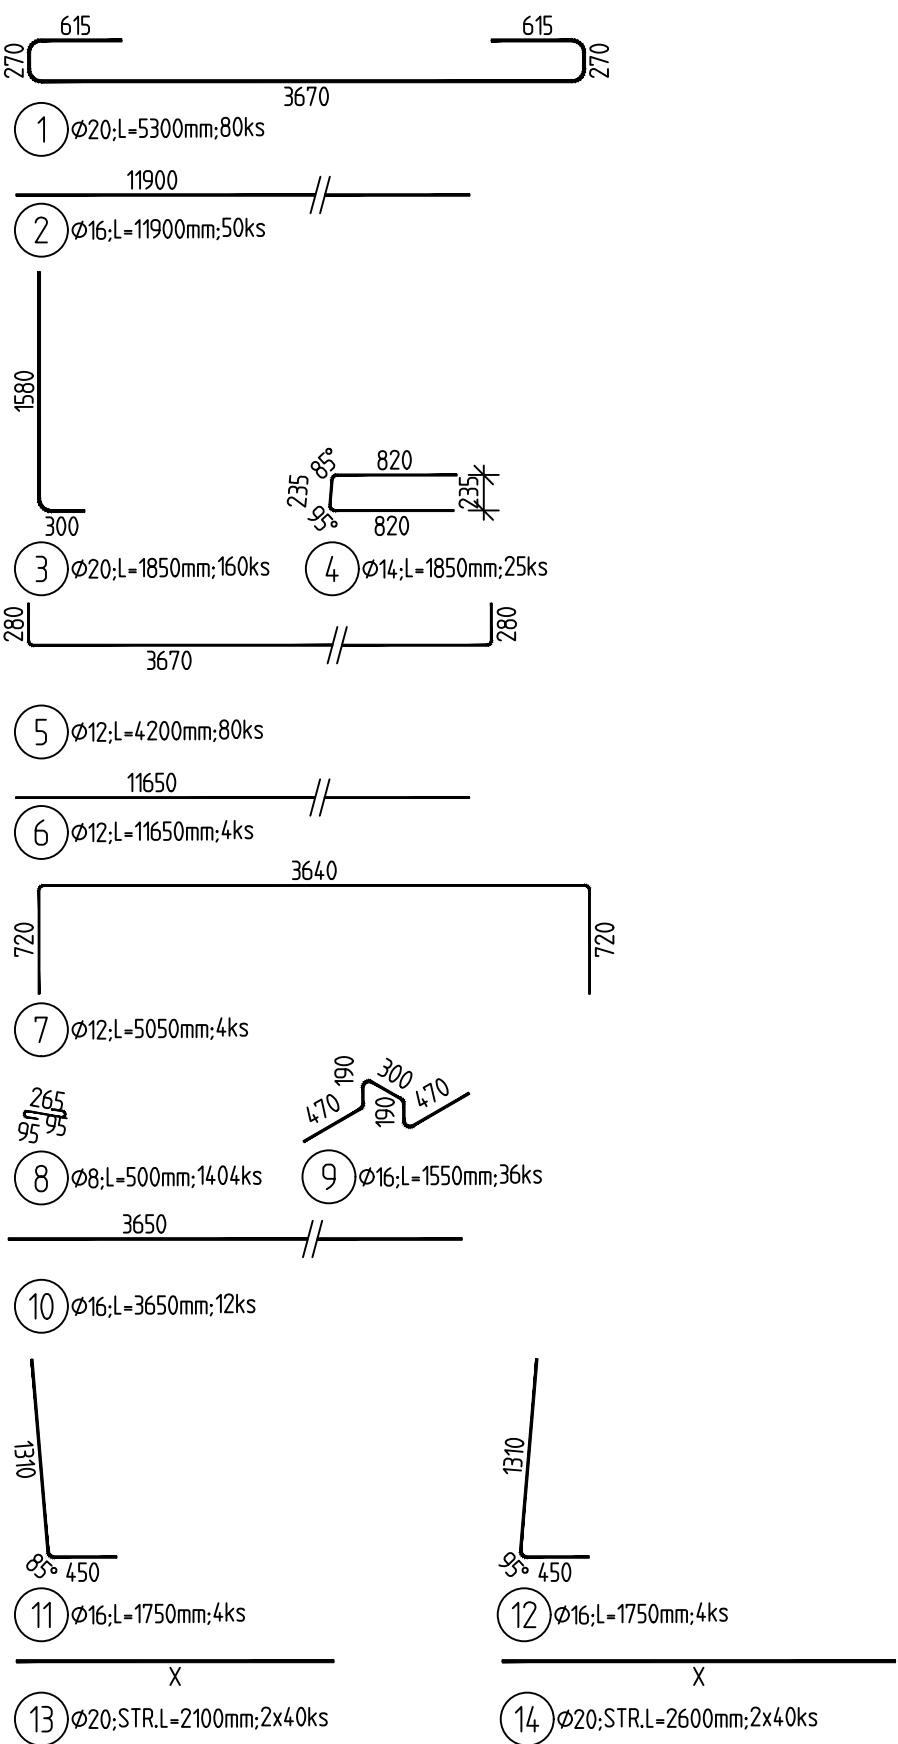 615 615
270 270
3670
1 Ø20;L=5300mm;80ks
11900
2 Ø16;L=11900mm;50ks
1580
300
3 Ø20;L=1850mm;160ks
85° 820
235 235
95° 820
4 Ø14;L=1850mm;25ks
280 280
3670
5 Ø12;L=4200mm;80ks
11650
6 Ø12;L=11650mm;4ks
3640
720 720
7 Ø12;L=5050mm;4ks
265
95 95
8 Ø8;L=500mm;1404ks
190 300
470 190 470
9 Ø16;L=1550mm;36ks
3650
10 Ø16;L=3650mm;12ks
1310
85° 450
11 Ø16;L=1750mm;4ks
1310
95° 450
12 Ø16;L=1750mm;4ks
X
13 Ø20;STR.L=2100mm;2x40ks
X
14 Ø20;STR.L=2600mm;2x40ks